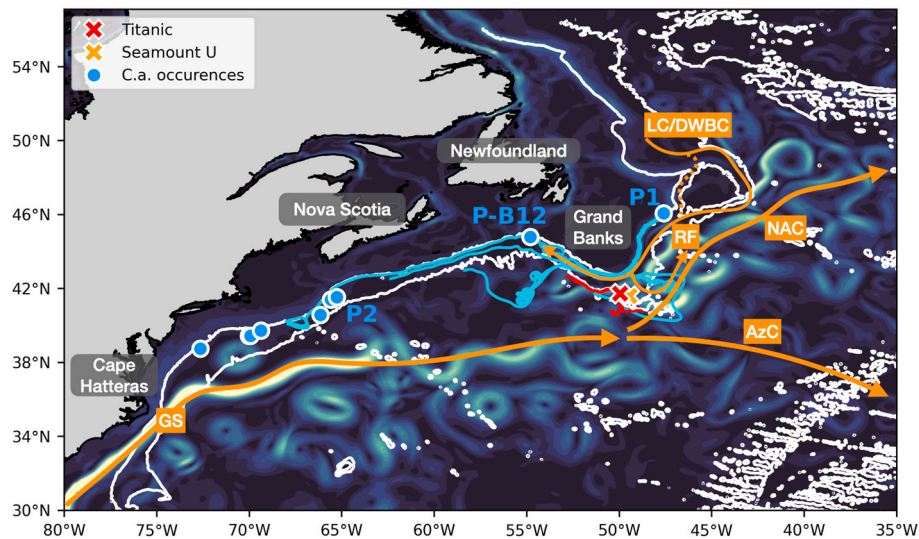 Titanic
Seamount U
C.a. occurences
54°N
50°N
46°N
42°N
38°N
34°N
30°N
LC/DWBC
Newfoundland
P1
Nova Scotia
P-B12
Grand
Banks
RF
NAC
P2
AzC
Cape
Hatteras
GS
80°W
75°W
70°W
65°W
60°W
55°W
50°W
45°W
40°W
35°W